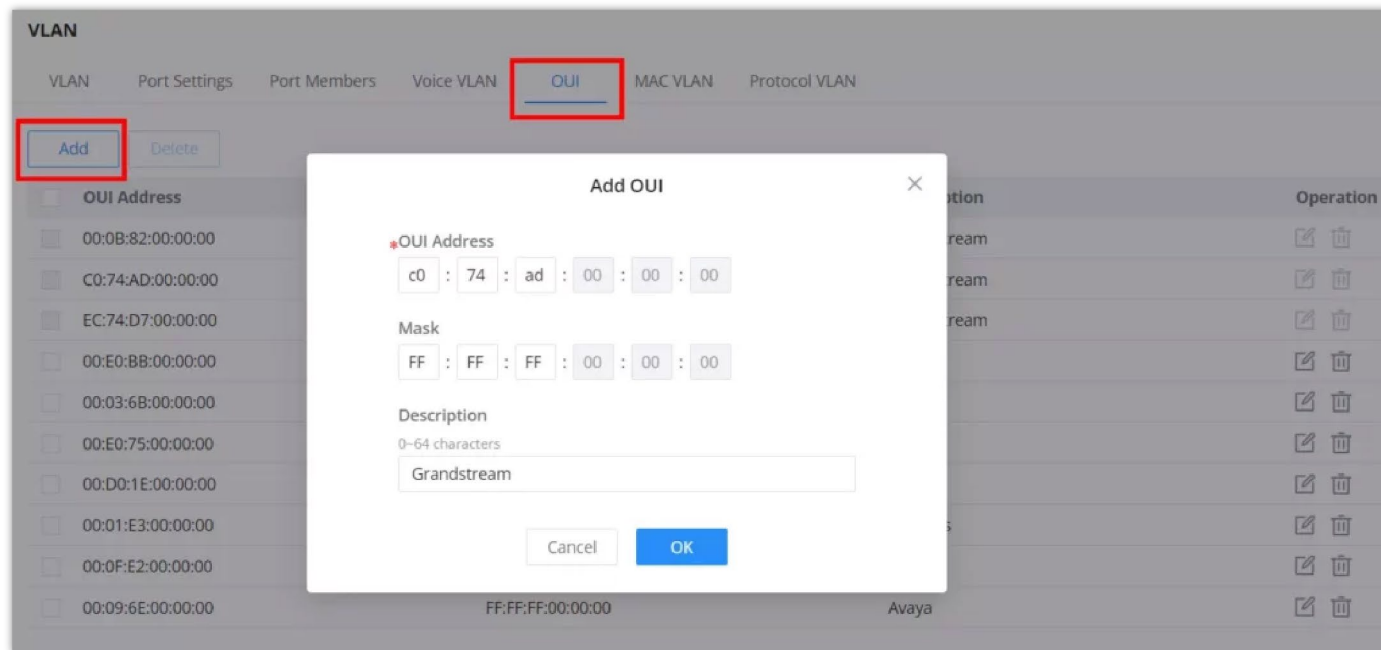 VLAN
VLAN Port Settings Port Members Voice VLAN OUI MAC VLAN Protocol VLAN
Add Delete
Add OUI
OUI Address Operation
*OUI Address
00:0B:82:00:00:00
c0 : 74 : ad : 00 : 00 : 00
C0:74:AD:00:00:00
EC:74:D7:00:00:00
Mask
FF : FF : FF : 00 : 00 : 00
00:E0:BB:00:00:00
00:03:6B:00:00:00
Description
0~64 characters
00:E0:75:00:00:00
Grandstream
00:D0:1E:00:00:00
00:01:E3:00:00:00
Cancel OK
00:0F:E2:00:00:00
00:09:6E:00:00:00 FF:FF:FF:00:00:00 Avaya